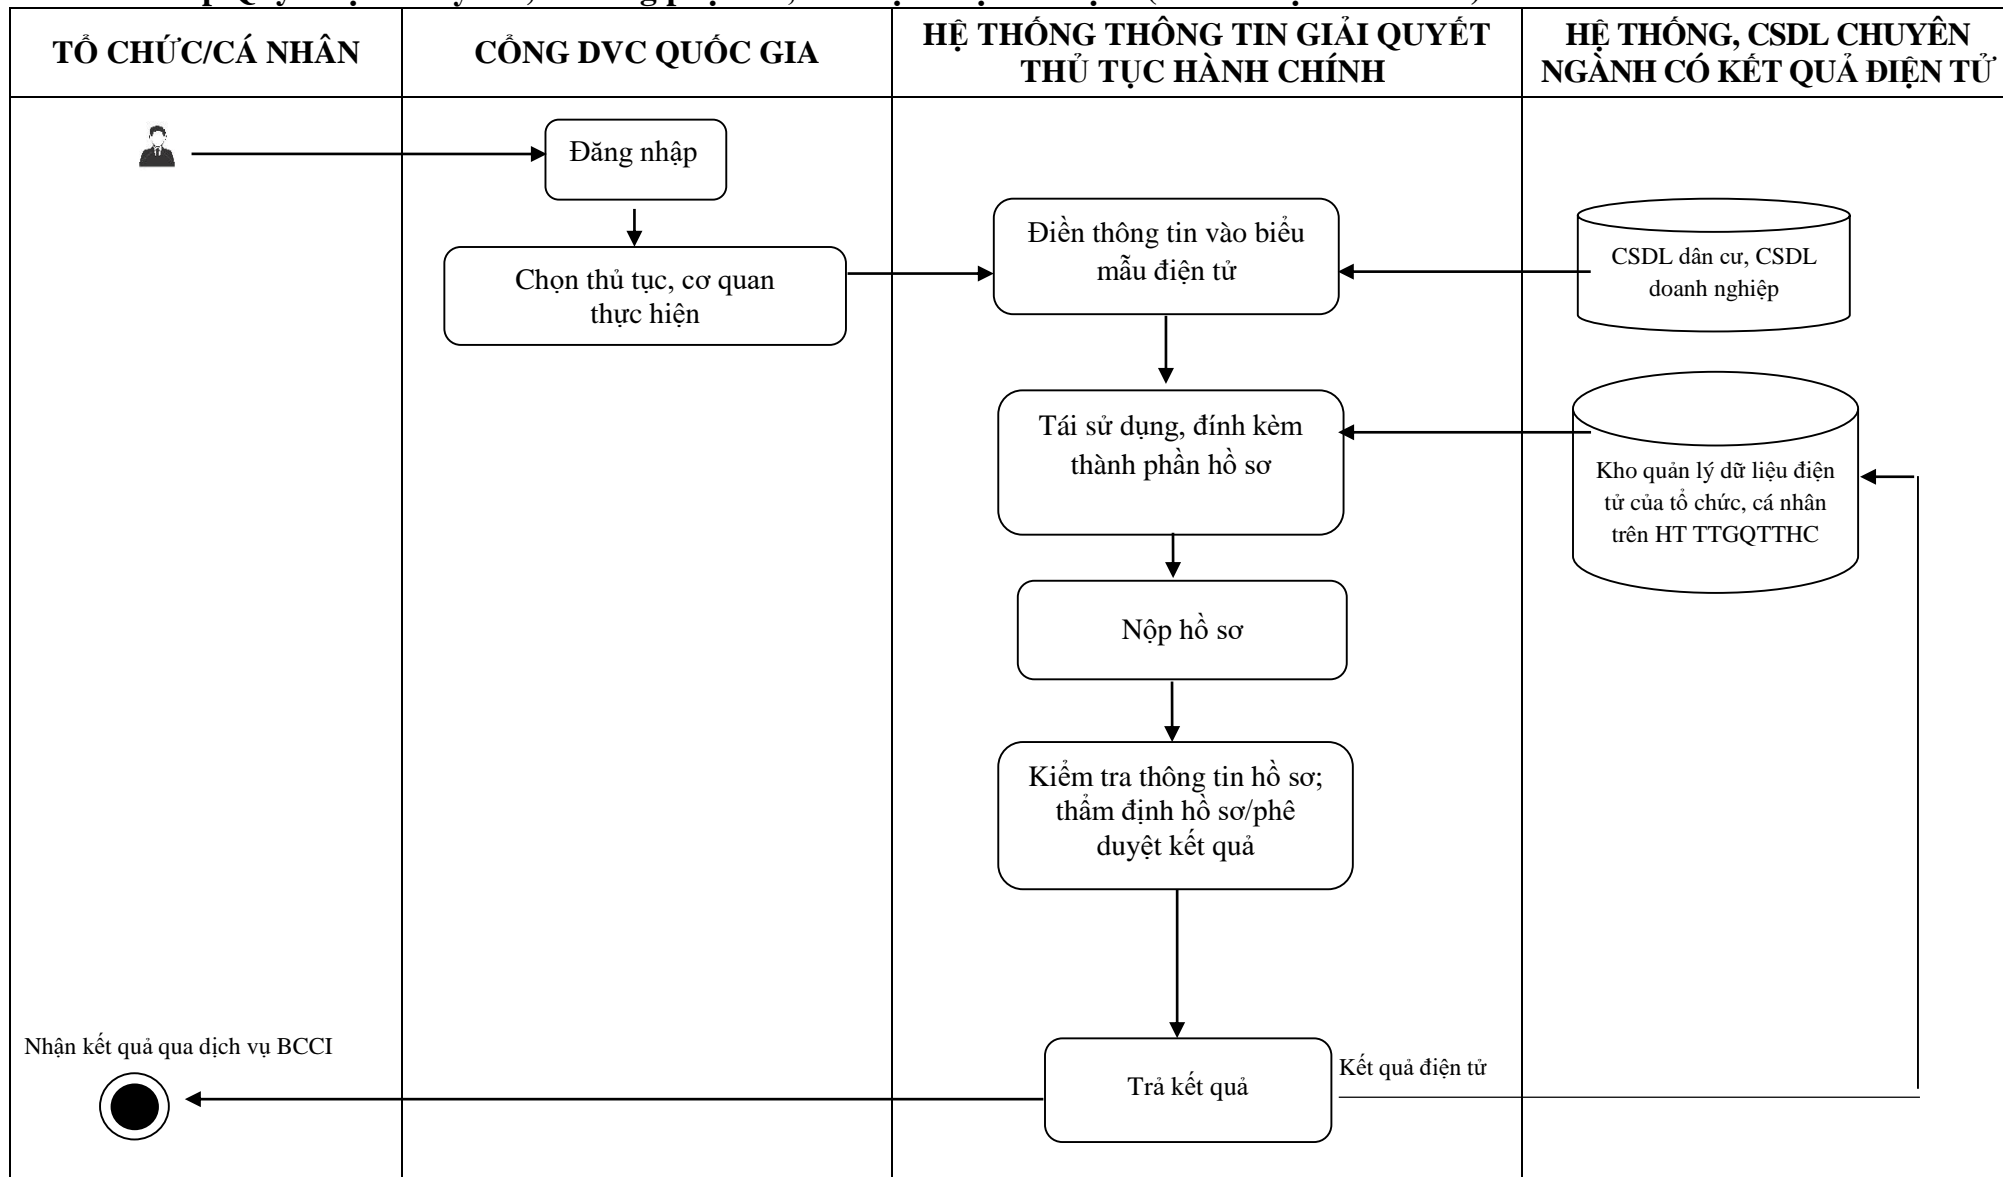 TỔ CHỨC/CÁ NHÂN
CỔNG DVC QUỐC GIA
HỆ THỐNG THÔNG TIN GIẢI QUYẾT
THỦ TỤC HÀNH CHÍNH
HỆ THỐNG, CSDL CHUYÊN
NGÀNH CÓ KẾT QUẢ ĐIỆN TỬ
Đăng nhập
Chọn thủ tục, cơ quan
thực hiện
Điền thông tin vào biểu
mẫu điện tử
CSDL dân cư, CSDL
doanh nghiệp
Tái sử dụng, đính kèm
thành phần hồ sơ
Kho quản lý dữ liệu điện
tử của tổ chức, cá nhân
trên HT TTGQTTHC
Nộp hồ sơ
Kiểm tra thông tin hồ sơ;
thẩm định hồ sơ/phê
duyệt kết quả
Nhận kết quả qua dịch vụ BCCI
Trả kết quả
Kết quả điện tử